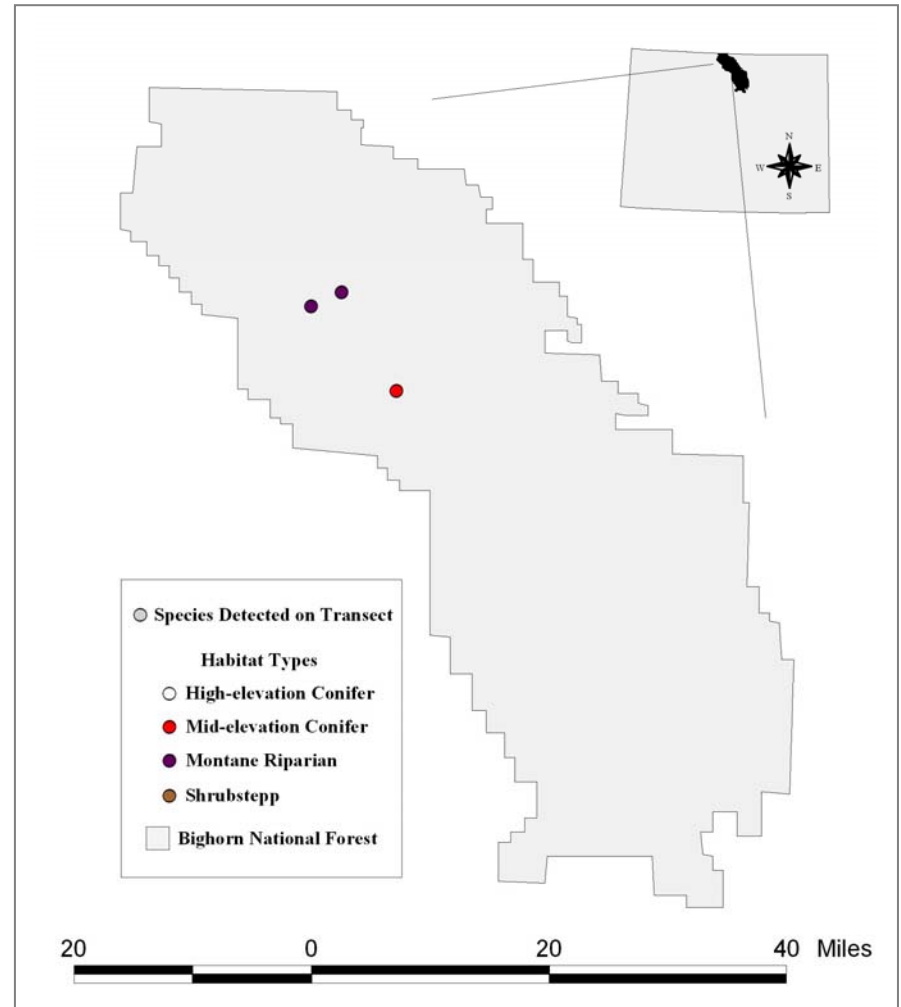 N
W E
S
Species Detected on Transect
Habitat Types
High-elevation Conifer
Mid-elevation Conifer
Montane Riparian
Shrubstepp
Bighorn National Forest
20 0 20 40 Miles